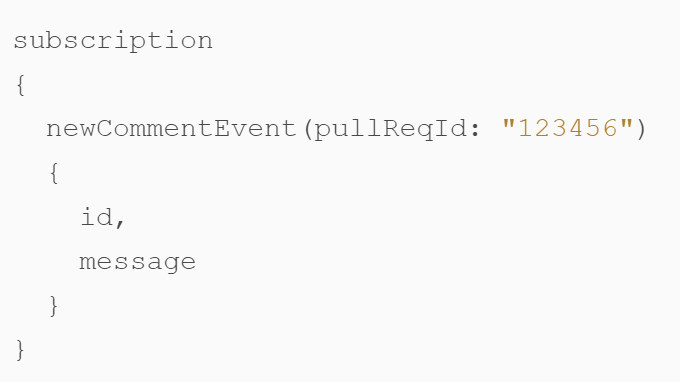 subscription
{
  newCommentEvent(pullReqId: "123456")
  {
    id,
    message
  }
}